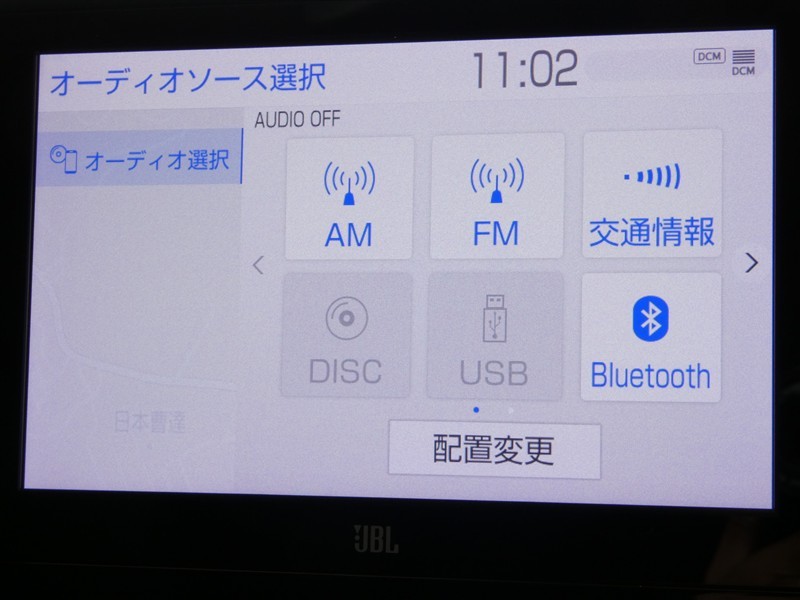 オーディオソース選択
11:02
DCM
DCM
オーディオ選択
AUDIO OFF
AM
FM
交通情報
DISC
USB
Bluetooth
日本曹達
配置変更
JBL